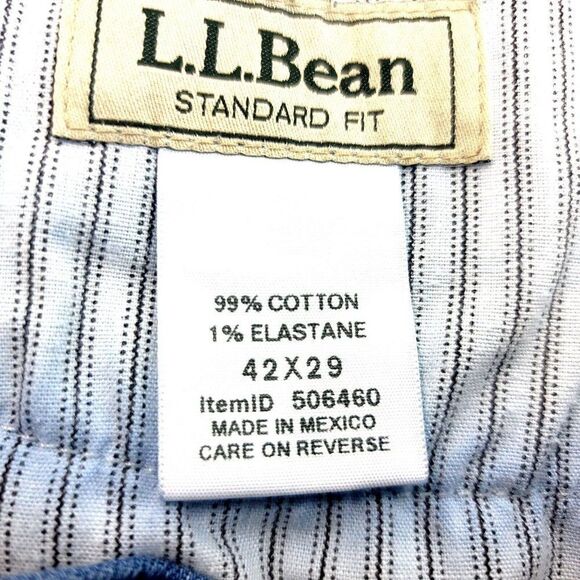 L.L.Bean
STANDARD FIT
99% COTTON
1% ELASTANE
42X29
ItemID 506460
MADE IN MEXICO
CARE ON REVERSE